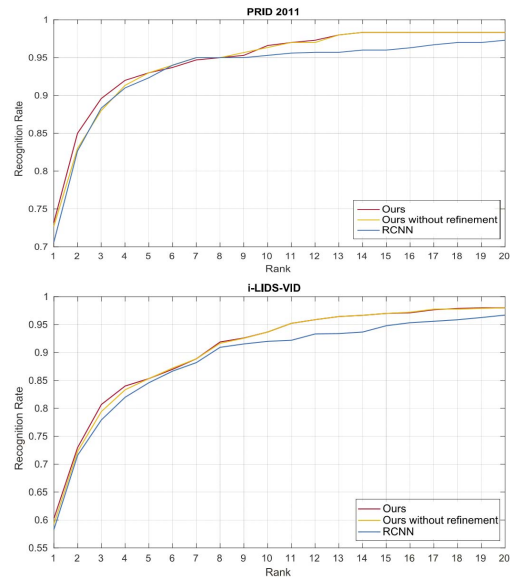 PRID 2011
1
0.95
0.9
0.85
0.8
0.75
0.7
Recognition Rate
Ours
Ours without refinement
RCNN
1 2 3 4 5 6 7 8 9 10 11 12 13 14 15 16 17 18 19 20
Rank
i-LIDS-VID
1
0.95
0.9
0.85
0.8
0.75
0.7
0.65
0.6
0.55
Recognition Rate
Ours
Ours without refinement
RCNN
1 2 3 4 5 6 7 8 9 10 11 12 13 14 15 16 17 18 19 20
Rank